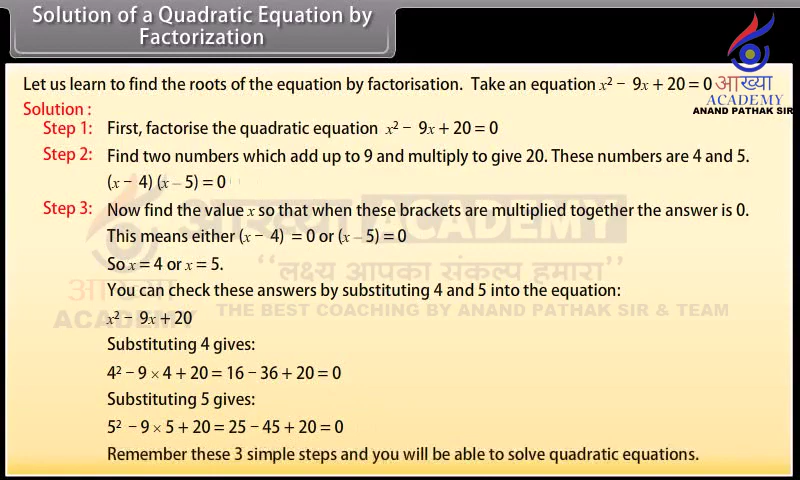 Solution of a Quadratic Equation by
Factorization
Let us learn to find the roots of the equation by factorisation. Take an equation x² − 9x + 20 = 0
आख्या
ACADEMY
ANAND PATHAK SIR
Solution :
Step 1: First, factorise the quadratic equation x² − 9x + 20 = 0
Step 2: Find two numbers which add up to 9 and multiply to give 20. These numbers are 4 and 5.
(x − 4) (x – 5) = 0
Step 3: Now find the value x so that when these brackets are multiplied together the answer is 0.
आख्या ACADEMY
This means either (x − 4) = 0 or (x – 5) = 0
So x = 4 or x = 5.
‘‘लक्ष्य आपका संकल्प हमारा’’
You can check these answers by substituting 4 and 5 into the equation:
आख्या
ACADEMY
THE BEST COACHING BY ANAND PATHAK SIR & TEAM
x² − 9x + 20
Substituting 4 gives:
4² − 9 × 4 + 20 = 16 − 36 + 20 = 0
Substituting 5 gives:
5² − 9 × 5 + 20 = 25 − 45 + 20 = 0
Remember these 3 simple steps and you will be able to solve quadratic equations.